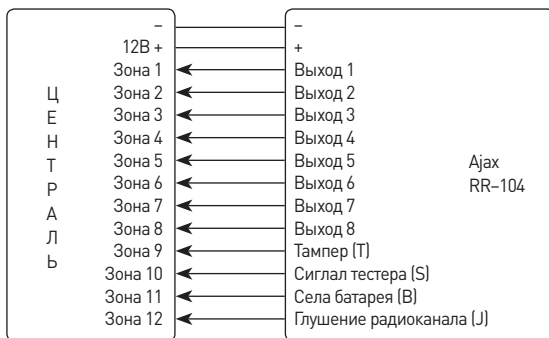 – –
12В + +
Зона 1 Выход 1
Зона 2 Выход 2
Зона 3 Выход 3
Зона 4 Выход 4
Зона 5 Выход 5
Зона 6 Выход 6
Зона 7 Выход 7
Зона 8 Выход 8
Зона 9 Тампер (T)
Зона 10 Сиглал тестера (S)
Зона 11 Села батарея (B)
Зона 12 Глушение радиоканала (J)
ЦЕНТРАЛЬ
Ajax
RR–104